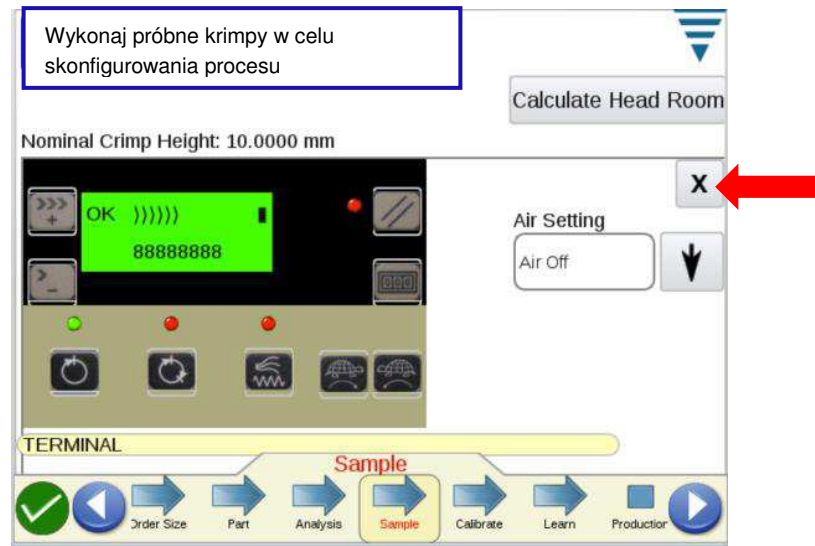 Wykonaj próbne krimpy w celu
skonfigurowania procesu
Calculate Head Room
Nominal Crimp Height: 10.0000 mm
X
>>>
+
OK ))))))
88888888
>_
Air Setting
Air Off
TERMINAL
Sample
Order Size Part Analysis Sample Calibrate Learn Production